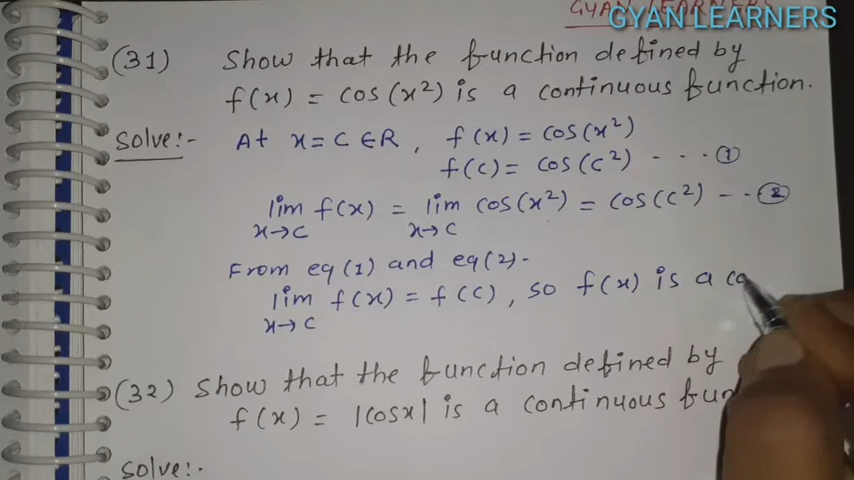 GYAN LEARNERS
GYAN LEARNERS
(31) Show that the function defined by
f(x) = cos(x²) is a continuous function.
Solve:- At x = C ∈ R, f(x) = cos(x²)
f(c) = cos(c²) - - - ①
lim f(x) = lim cos(x²) = cos(c²) - - ②
x→c x→c
From eq(1) and eq(2)-
lim f(x) = f(c), so f(x) is a co
x→c
(32) Show that the function defined by
f(x) = |cosx| is a continuous fun
Solve:-